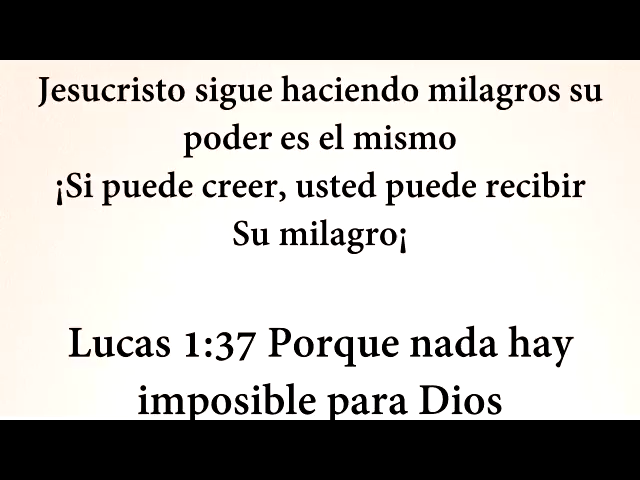 Jesucristo sigue haciendo milagros su
poder es el mismo
¡Si puede creer, usted puede recibir
Su milagro¡
Lucas 1:37 Porque nada hay
imposible para Dios